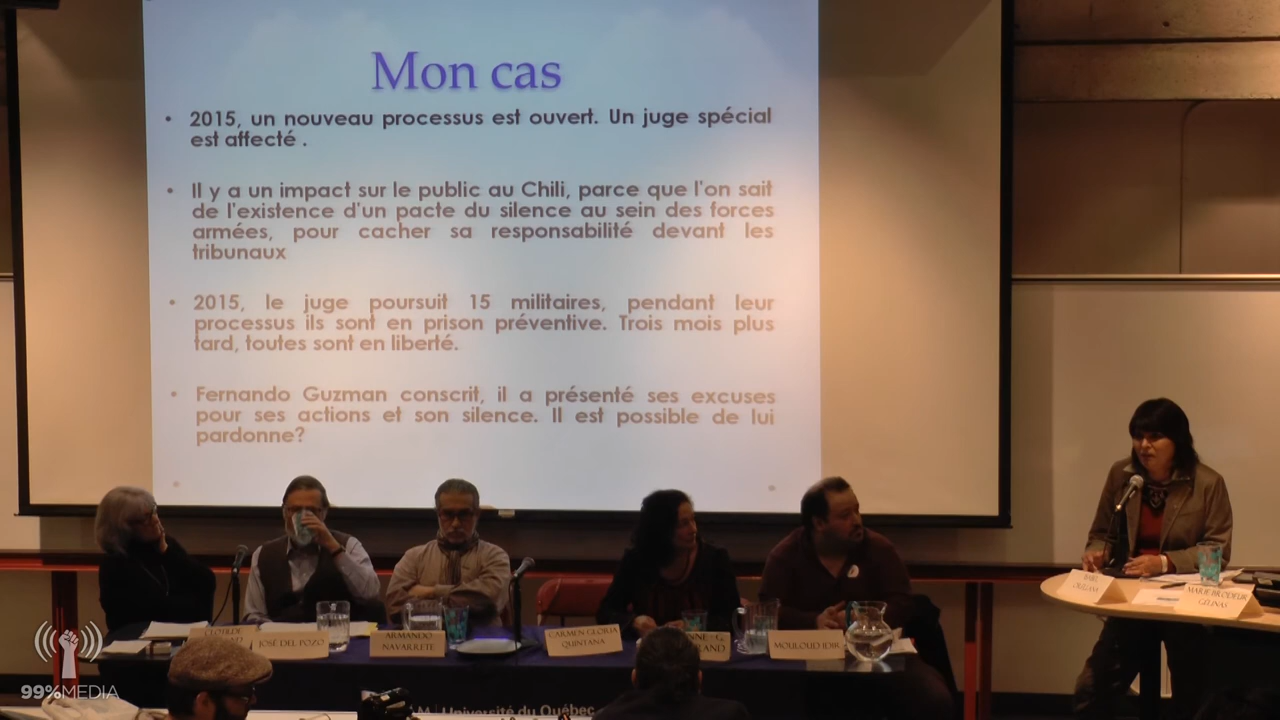 Mon cas
• 2015, un nouveau processus est ouvert. Un juge spécial
est affecté .
• Il y a un impact sur le public au Chili, parce que l'on sait
de l'existence d'un pacte du silence au sein des forces
armées, pour cacher sa responsabilité devant les
tribunaux
• 2015, le juge poursuit 15 militaires, pendant leur
processus ils sont en prison préventive. Trois mois plus
tard, toutes sont en liberté.
• Fernando Guzman conscrit, il a présenté ses excuses
pour ses actions et son silence. Il est possible de lui
pardonne?
CLOTILDE
JOSÉ DEL POZO
ARMANDO
NAVARRETE
CARMEN GLORIA
QUINTANA
MOULOUD IDIR
MARIE BRODEUR
GÉLINAS
Université du Québec
99%MEDIA